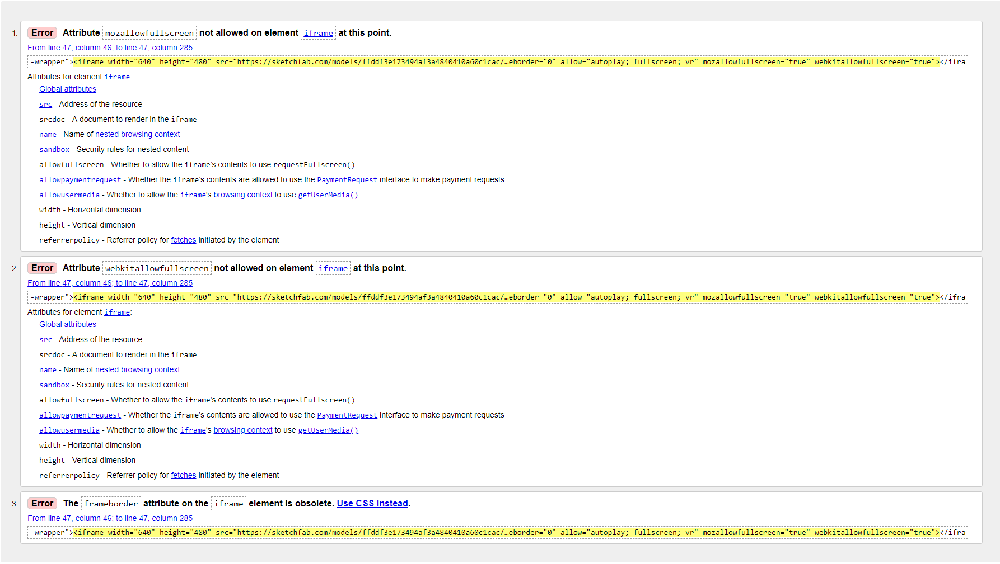 1. Error Attribute mozallowfullscreen not allowed on element iframe at this point.
From line 47, column 46; to line 47, column 285
-wrapper"><iframe width="640" height="480" src="https://sketchfab.com/models/ffddf3e173494af3a4840410a60c1cac/…eborder="0" allow="autoplay; fullscreen; vr" mozallowfullscreen="true" webkitallowfullscreen="true"></ifra
Attributes for element iframe:
Global attributes
src - Address of the resource
srcdoc - A document to render in the iframe
name - Name of nested browsing context
sandbox - Security rules for nested content
allowfullscreen - Whether to allow the iframe's contents to use requestFullscreen()
allowpaymentrequest - Whether the iframe's contents are allowed to use the PaymentRequest interface to make payment requests
allowusermedia - Whether to allow the iframe's browsing context to use getUserMedia()
width - Horizontal dimension
height - Vertical dimension
referrerpolicy - Referrer policy for fetches initiated by the element
2. Error Attribute webkitallowfullscreen not allowed on element iframe at this point.
From line 47, column 46; to line 47, column 285
-wrapper"><iframe width="640" height="480" src="https://sketchfab.com/models/ffddf3e173494af3a4840410a60c1cac/…eborder="0" allow="autoplay; fullscreen; vr" mozallowfullscreen="true" webkitallowfullscreen="true"></ifra
Attributes for element iframe:
Global attributes
src - Address of the resource
srcdoc - A document to render in the iframe
name - Name of nested browsing context
sandbox - Security rules for nested content
allowfullscreen - Whether to allow the iframe's contents to use requestFullscreen()
allowpaymentrequest - Whether the iframe's contents are allowed to use the PaymentRequest interface to make payment requests
allowusermedia - Whether to allow the iframe's browsing context to use getUserMedia()
width - Horizontal dimension
height - Vertical dimension
referrerpolicy - Referrer policy for fetches initiated by the element
3. Error The frameborder attribute on the iframe element is obsolete. Use CSS instead.
From line 47, column 46; to line 47, column 285
-wrapper"><iframe width="640" height="480" src="https://sketchfab.com/models/ffddf3e173494af3a4840410a60c1cac/…eborder="0" allow="autoplay; fullscreen; vr" mozallowfullscreen="true" webkitallowfullscreen="true"></ifra